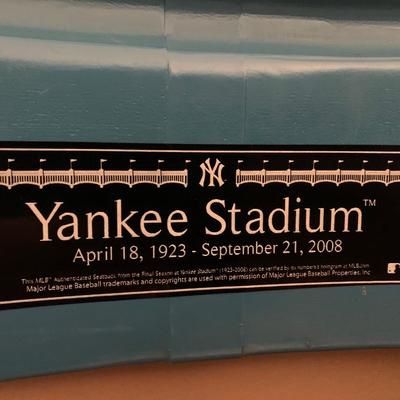 NY
Yankee Stadium™
April 18, 1923 - September 21, 2008
This MLB™ Authenticated Seatback from the Final Season at Yankee Stadium™ (1923-2008) can be verified by its numbered hologram at MLB.com
Major League Baseball trademarks and copyrights are used with permission of Major League Baseball Properties, Inc